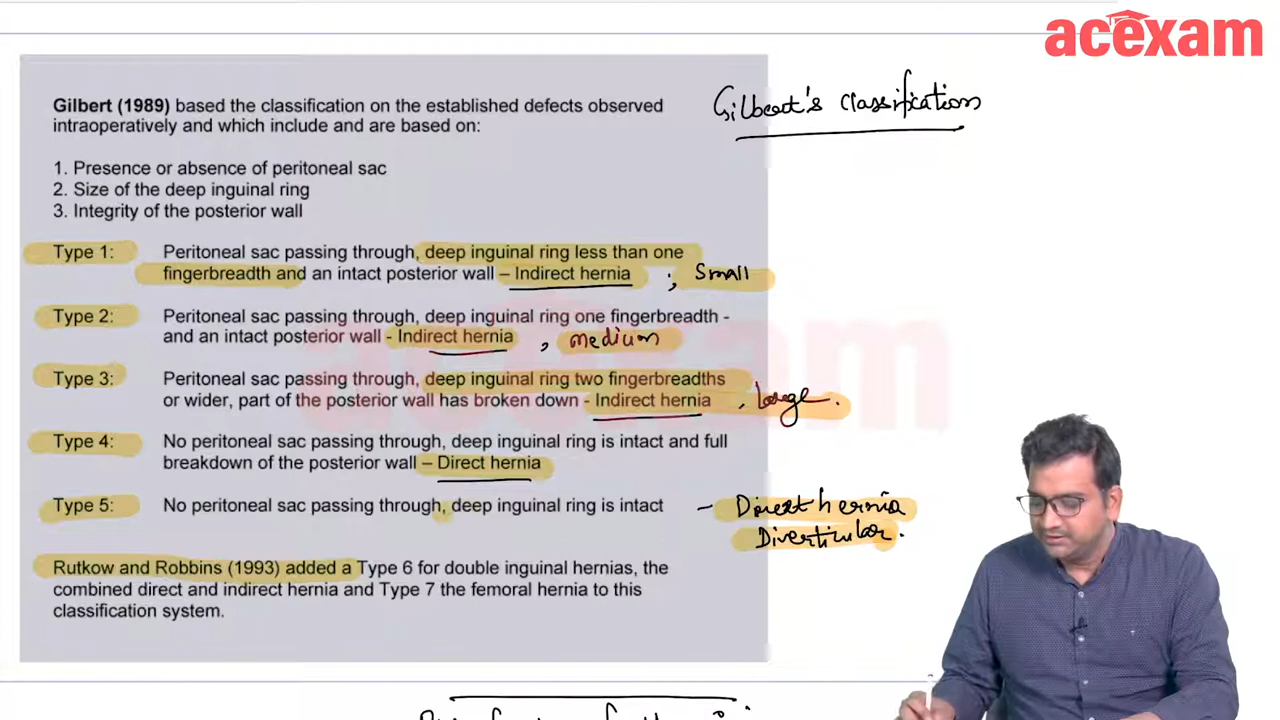 acexam
Gilbert's classifications
Gilbert (1989) based the classification on the established defects observed
intraoperatively and which include and are based on:
1. Presence or absence of peritoneal sac
2. Size of the deep inguinal ring
3. Integrity of the posterior wall
Type 1: Peritoneal sac passing through, deep inguinal ring less than one
fingerbreadth and an intact posterior wall – Indirect hernia ; Small
Type 2: Peritoneal sac passing through, deep inguinal ring one fingerbreadth -
and an intact posterior wall - Indirect hernia , medium
Type 3: Peritoneal sac passing through, deep inguinal ring two fingerbreadths
or wider, part of the posterior wall has broken down - Indirect hernia , Large.
Type 4: No peritoneal sac passing through, deep inguinal ring is intact and full
breakdown of the posterior wall – Direct hernia
Type 5: No peritoneal sac passing through, deep inguinal ring is intact – Direct hernia
Diverticular.
Rutkow and Robbins (1993) added a Type 6 for double inguinal hernias, the
combined direct and indirect hernia and Type 7 the femoral hernia to this
classification system.
acexam